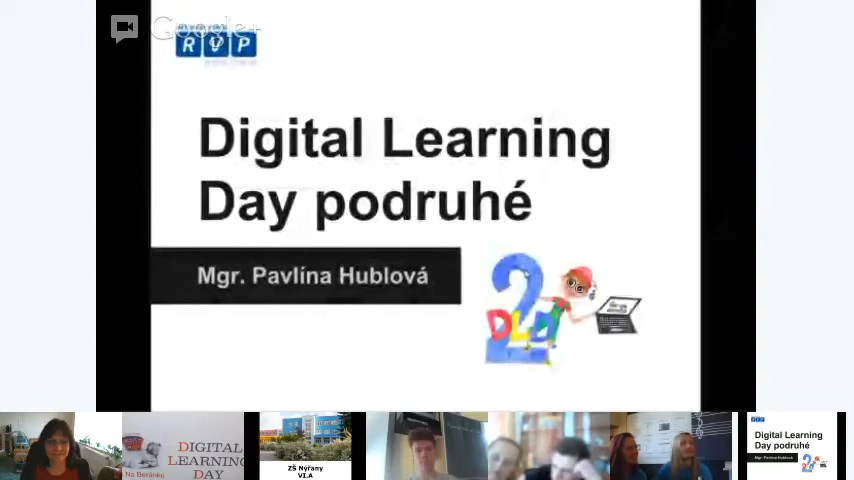 Google+
RVP
Digital Learning
Day podruhé
Mgr. Pavlína Hublová
2
DLD
Na Beránku
DIGITAL
LEARNING
DAY
ZŠ Nýřany
VI.A
Digital Learning
Day podruhé
Mgr. Pavlína Hublová